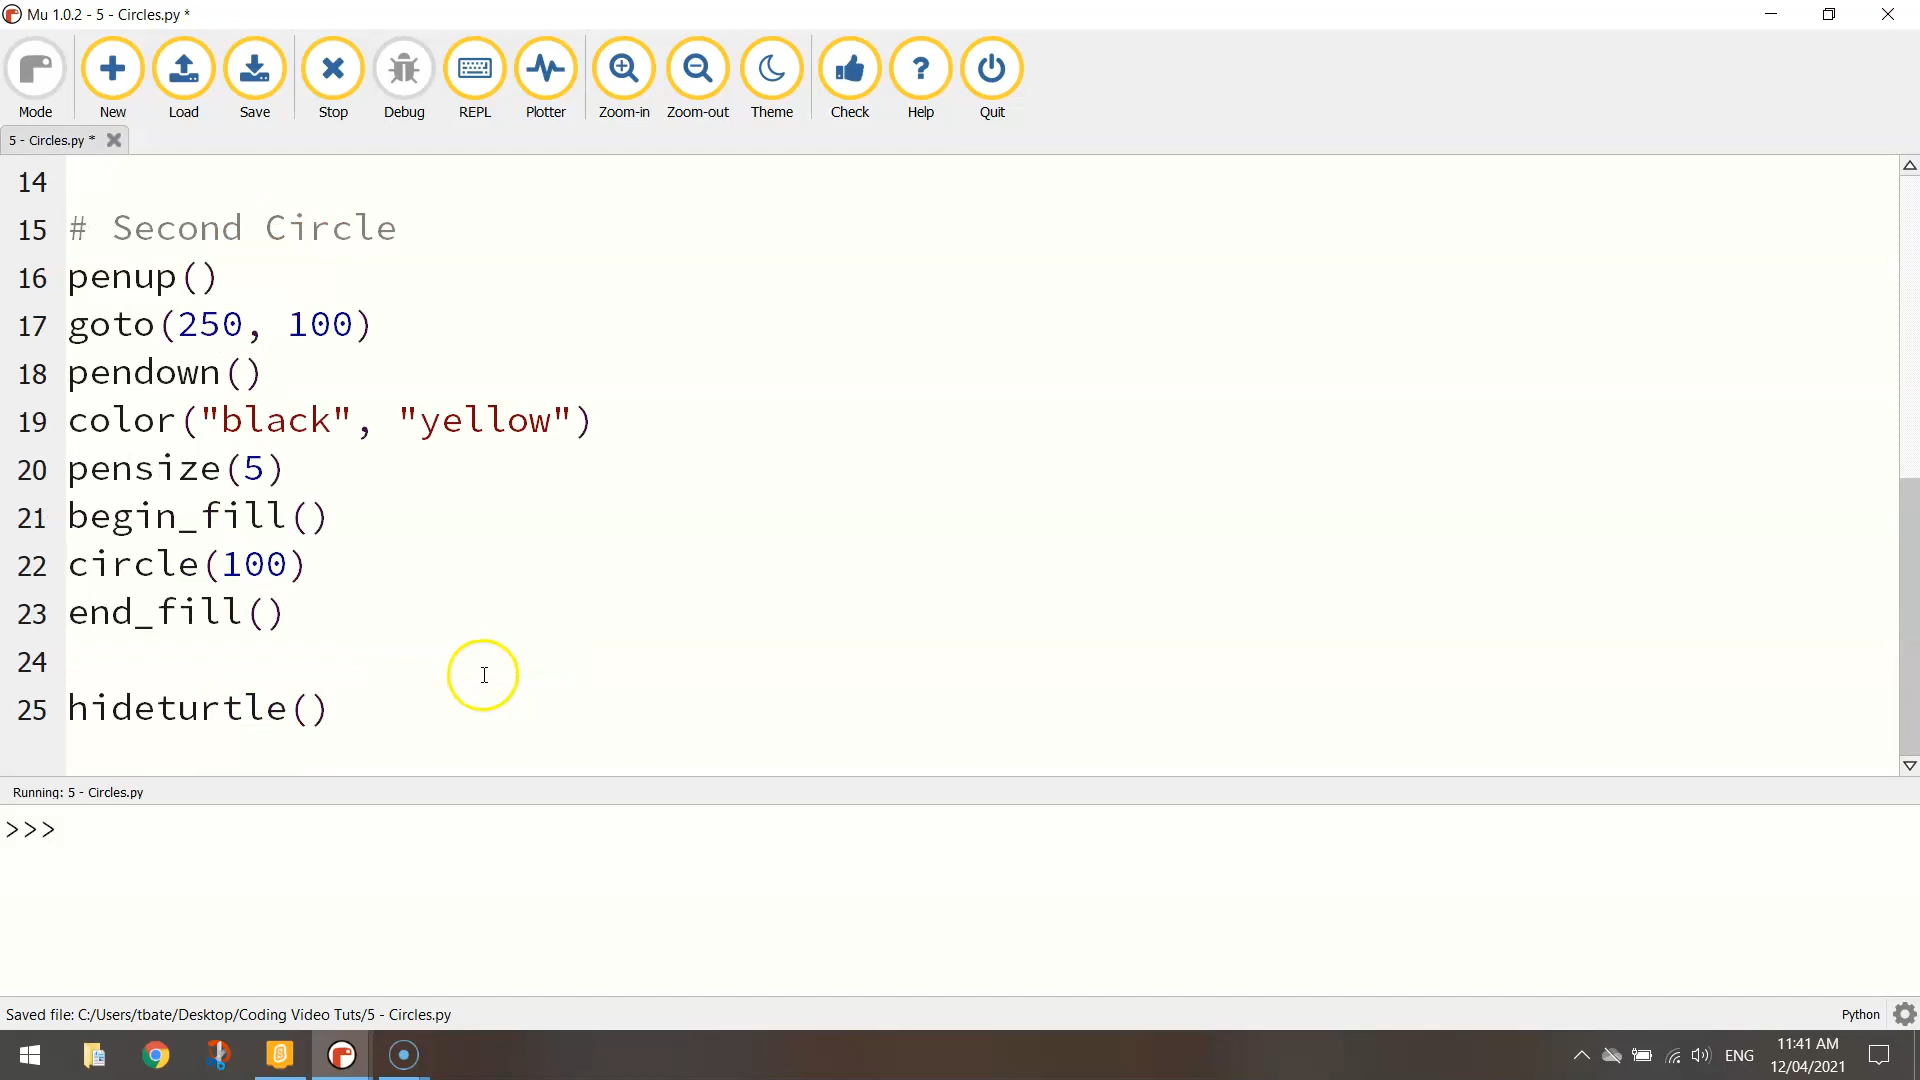 Mu 1.0.2 - 5 - Circles.py *
Mode New Load Save Stop Debug REPL Plotter Zoom-in Zoom-out Theme Check Help Quit
5 - Circles.py *
14
15 # Second Circle
16 penup()
17 goto(250, 100)
18 pendown()
19 color("black", "yellow")
20 pensize(5)
21 begin_fill()
22 circle(100)
23 end_fill()
24
25 hideturtle()
Running: 5 - Circles.py
>>>
Saved file: C:/Users/tbate/Desktop/Coding Video Tuts/5 - Circles.py Python
ENG 11:41 AM
12/04/2021